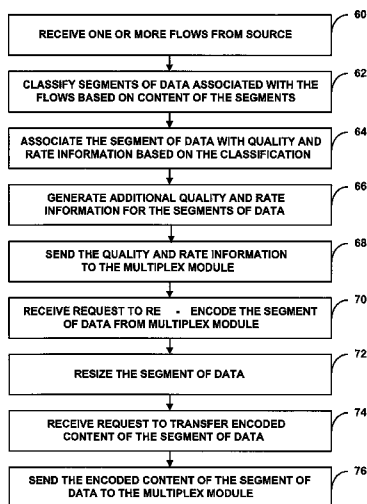 60
RECEIVE ONE OR MORE FLOWS FROM SOURCE
62
CLASSIFY SEGMENTS OF DATA ASSOCIATED WITH THE
FLOWS BASED ON CONTENT OF THE SEGMENTS
64
ASSOCIATE THE SEGMENT OF DATA WITH QUALITY AND
RATE INFORMATION BASED ON THE CLASSIFICATION
66
GENERATE ADDITIONAL QUALITY AND RATE
INFORMATION FOR THE SEGMENTS OF DATA
68
SEND THE QUALITY AND RATE INFORMATION
TO THE MULTIPLEX MODULE
70
RECEIVE REQUEST TO RE - ENCODE THE SEGMENT
OF DATA FROM MULTIPLEX MODULE
72
RESIZE THE SEGMENT OF DATA
74
RECEIVE REQUEST TO TRANSFER ENCODED
CONTENT OF THE SEGMENT OF DATA
76
SEND THE ENCODED CONTENT OF THE SEGMENT OF
DATA TO THE MULTIPLEX MODULE